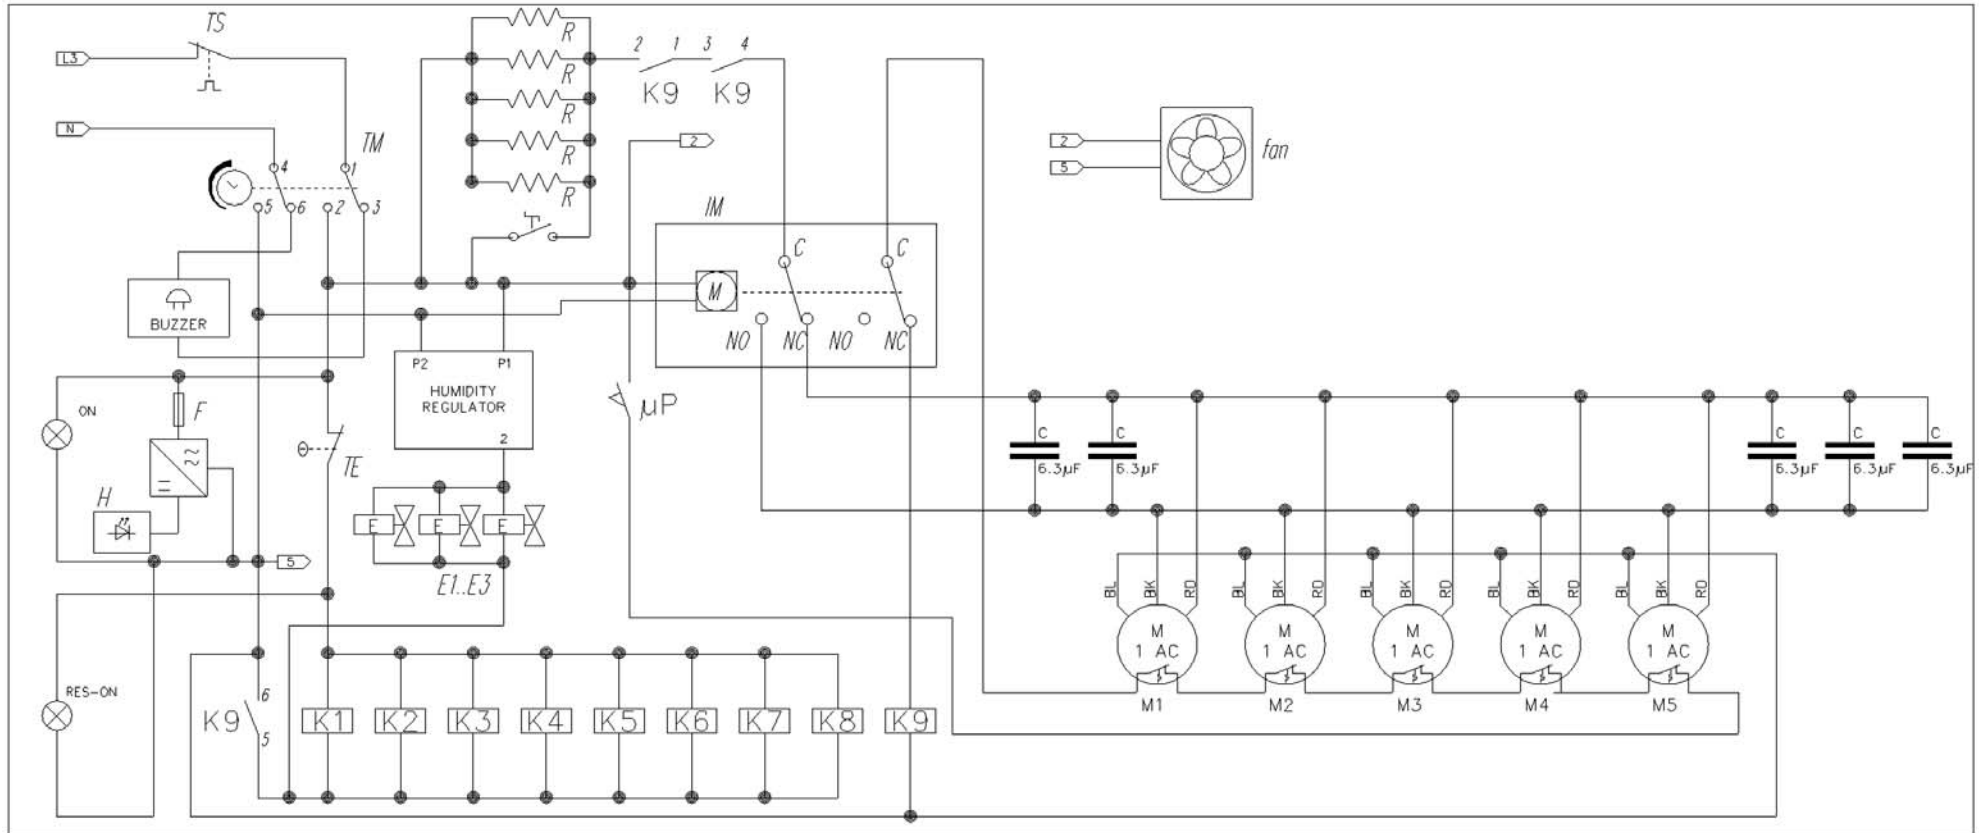 TS
L3
N
TM
4
1
5
6
2
3
BUZZER
ON
F
H
TE
5
RES-ON
R
R
R
R
R
2
1
3
4
K9
K9
2
IM
C
C
M
NO
NC
NO
NC
P2
P1
HUMIDITY
REGULATOR
2
µP
E
E
E
E1..E3
2
5
fan
C
6.3µF
C
6.3µF
C
6.3µF
C
6.3µF
C
6.3µF
BL
BK
RD
BL
BK
RD
BL
BK
RD
BL
BK
RD
BL
BK
RD
M
1 AC
M
1 AC
M
1 AC
M
1 AC
M
1 AC
M1
M2
M3
M4
M5
6
K9
5
K1
K2
K3
K4
K5
K6
K7
K8
K9